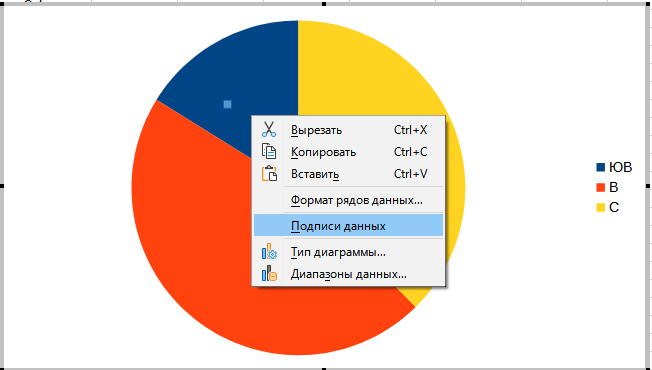 Вырезать Ctrl+X
Копировать Ctrl+C
Вставить Ctrl+V
Формат рядов данных...
Подписи данных
Тип диаграммы...
Диапазоны данных...
ЮВ
В
С